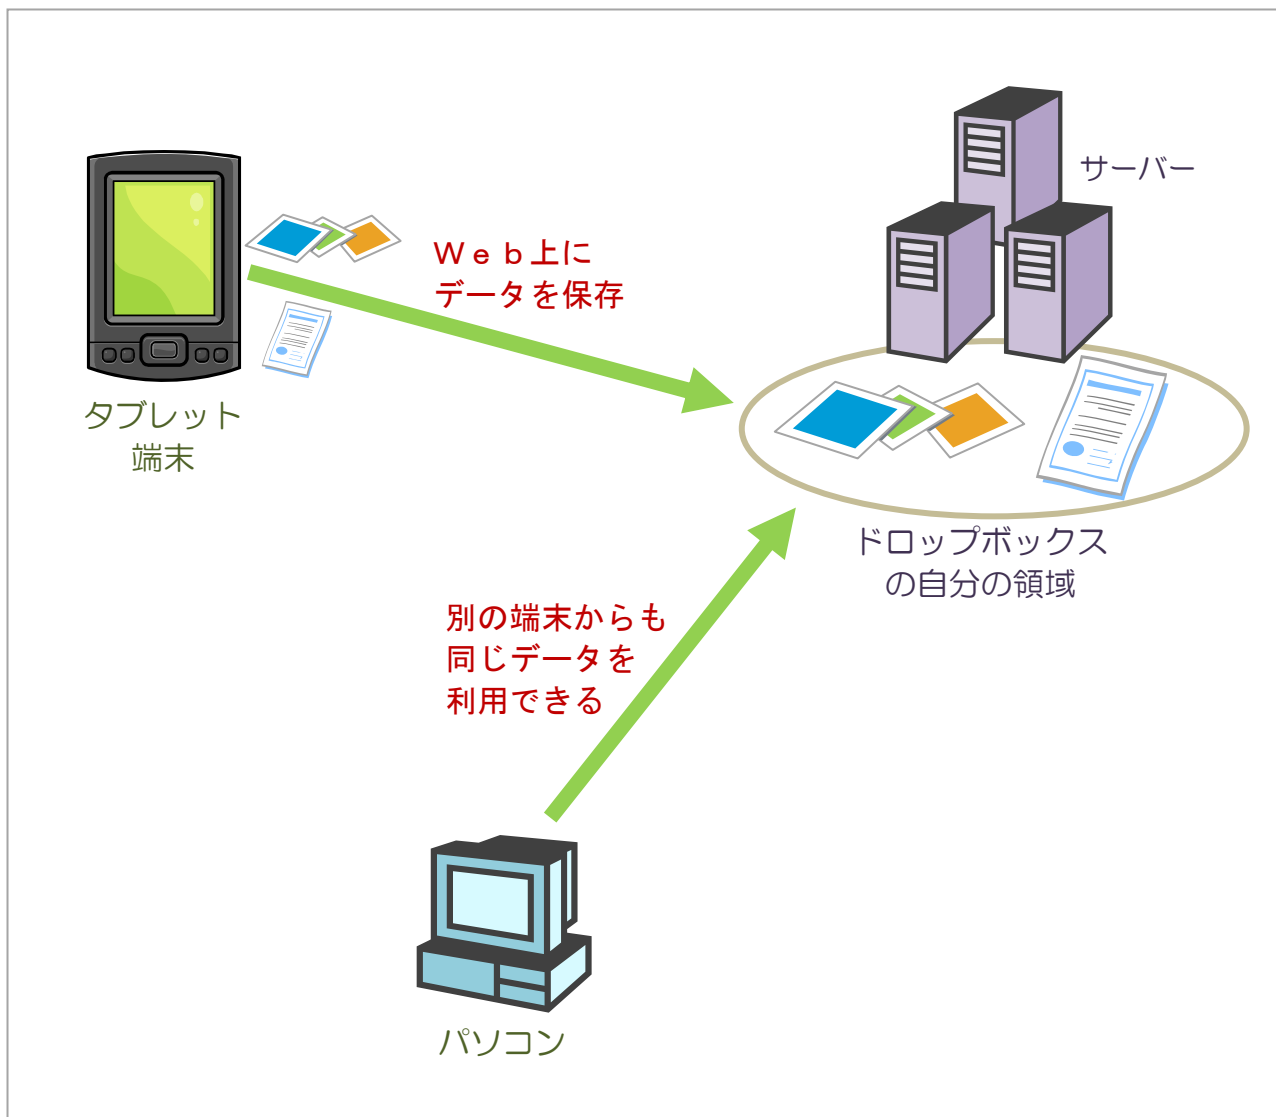 サーバー
Ｗｅｂ上に
データを保存
タブレット
端末
ドロップボックス
の自分の領域
別の端末からも
同じデータを
利用できる
パソコン